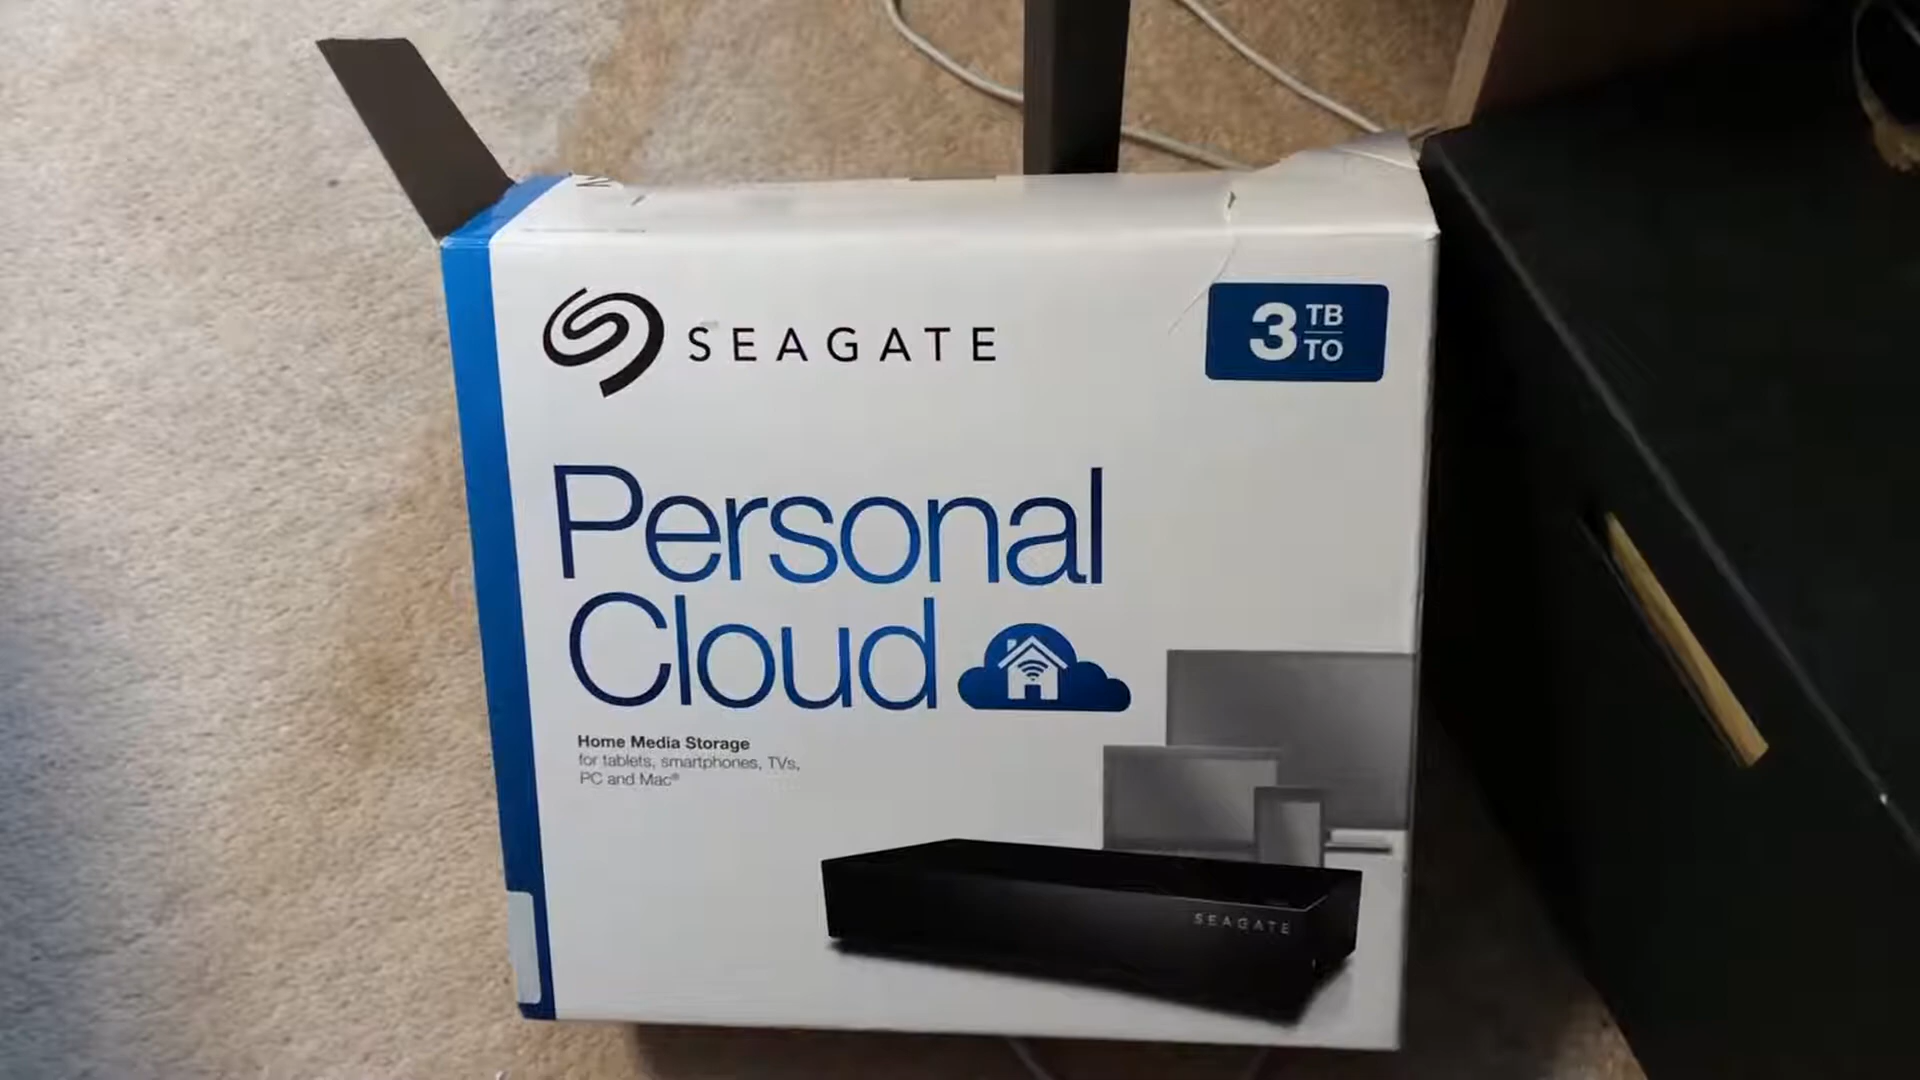 SEAGATE
3 TB
TO
Personal
Cloud
Home Media Storage
for tablets, smartphones, TVs,
PC and Mac®
SEAGATE